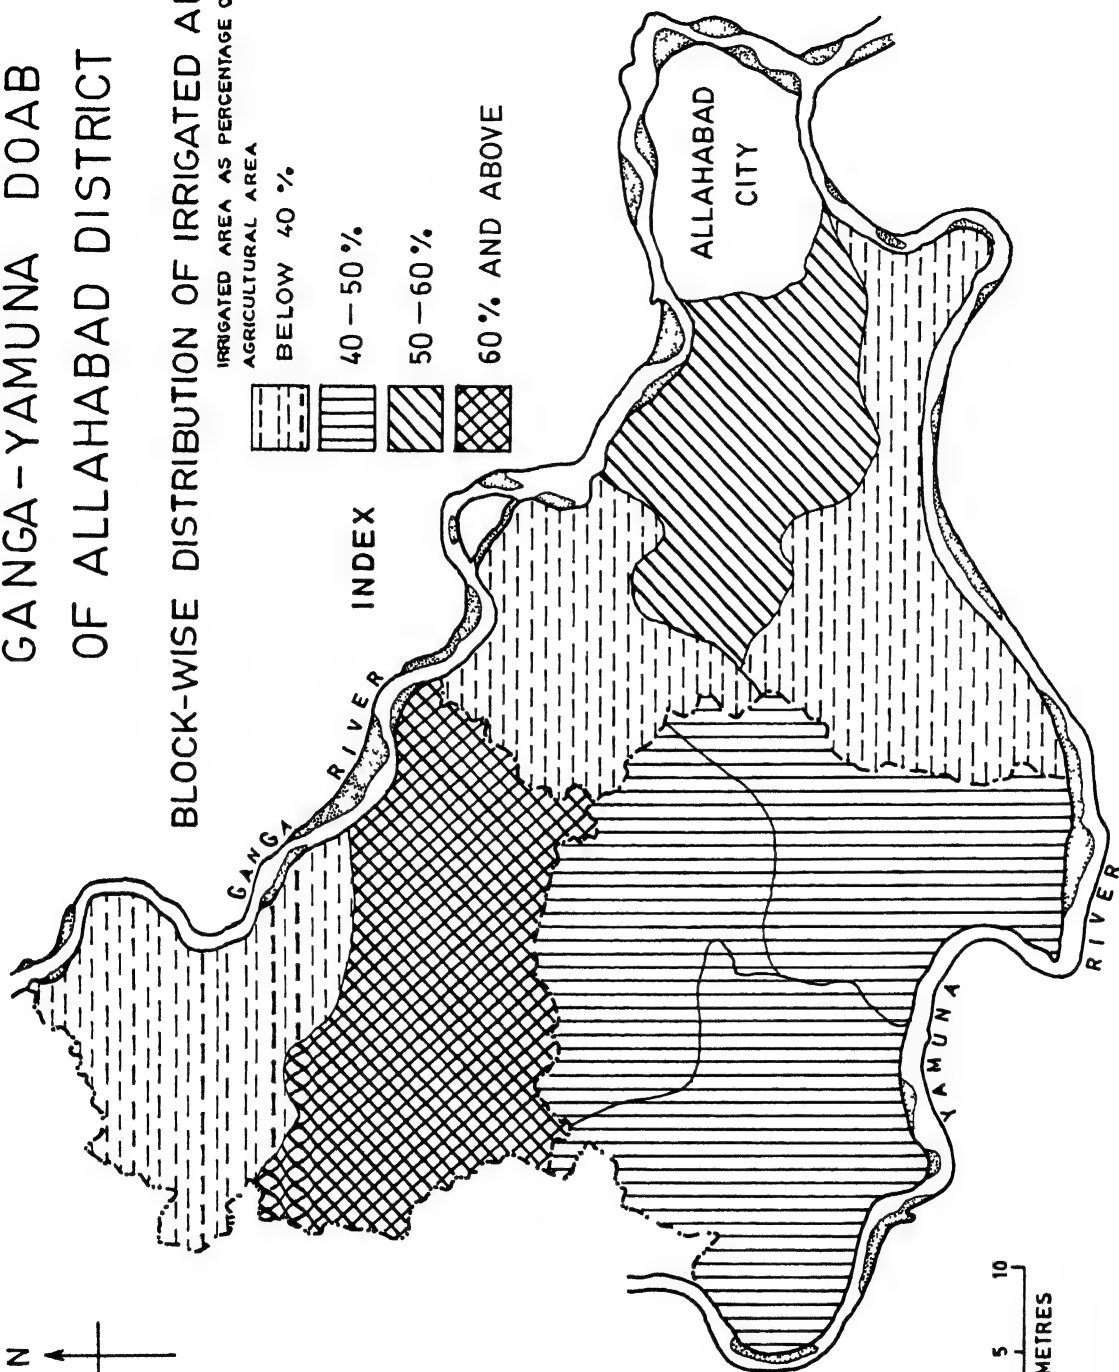 GANGA-YAMUNA DOAB
OF ALLAHABAD DISTRICT
BLOCK-WISE DISTRIBUTION OF IRRIGATED
IRRIGATED AREA AS PERCENTAGE
AGRICULTURAL AREA
INDEX
BELOW 40 %
40 – 50 %
50 – 60 %
60 % AND ABOVE
N
GANGA RIVER
ALLAHABAD
CITY
YAMUNA RIVER
5 10
METRES